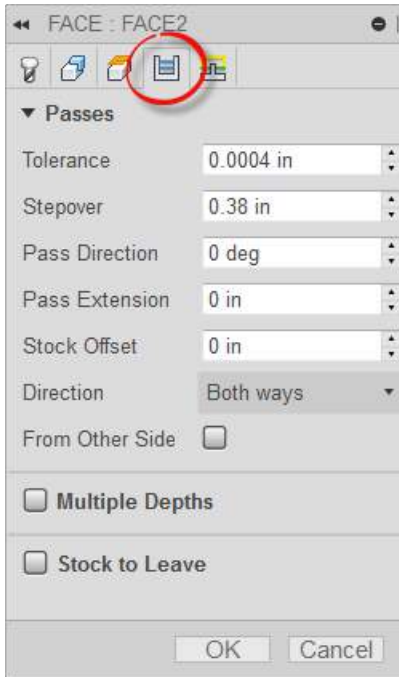 FACE : FACE2
Passes
Tolerance 0.0004 in
Stepover 0.38 in
Pass Direction 0 deg
Pass Extension 0 in
Stock Offset 0 in
Direction Both ways
From Other Side
Multiple Depths
Stock to Leave
OK Cancel